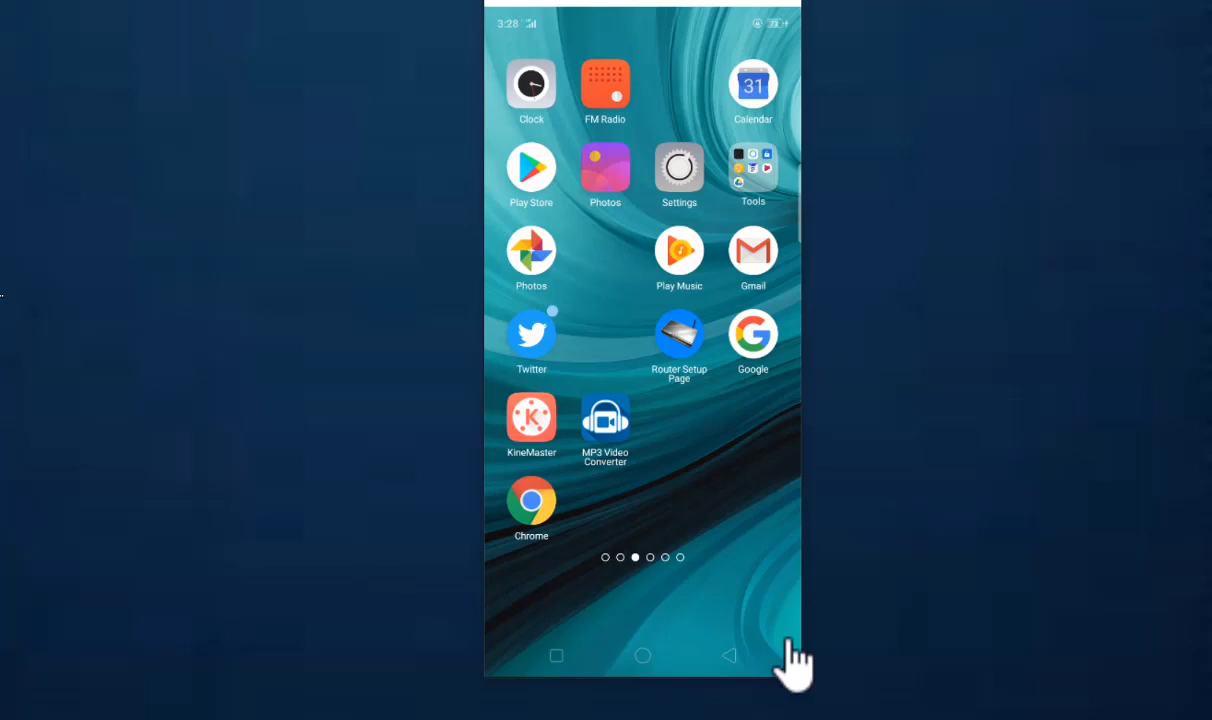 3:28
Clock
FM Radio
31
Calendar
Play Store
Photos
Settings
Tools
Photos
Play Music
Gmail
Twitter
Router Setup
Page
Google
K
KineMaster
MP3 Video
Converter
Chrome